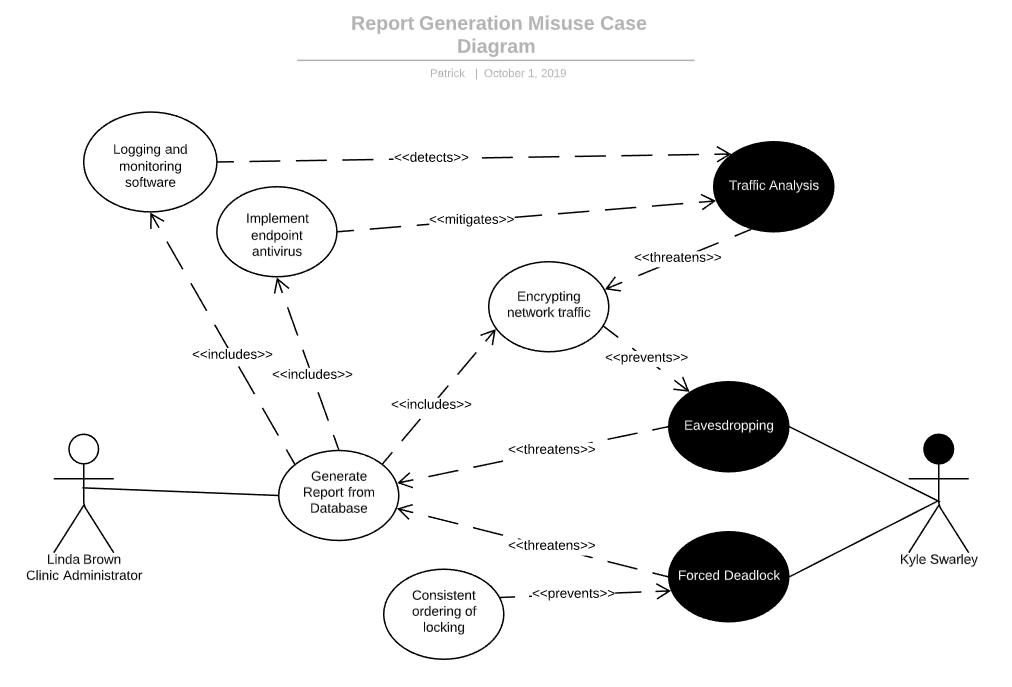 Report Generation Misuse Case
Diagram
Patrick | October 1, 2019
Logging and
monitoring
software
<<detects>>
Traffic Analysis
Implement
endpoint
antivirus
<<mitigates>>
<<threatens>>
Encrypting
network traffic
<<includes>>
<<includes>>
<<prevents>>
<<includes>>
Eavesdropping
<<threatens>>
Generate
Report from
Database
<<threatens>>
Linda Brown
Clinic Administrator
Kyle Swarley
Forced Deadlock
Consistent
ordering of
locking
<<prevents>>